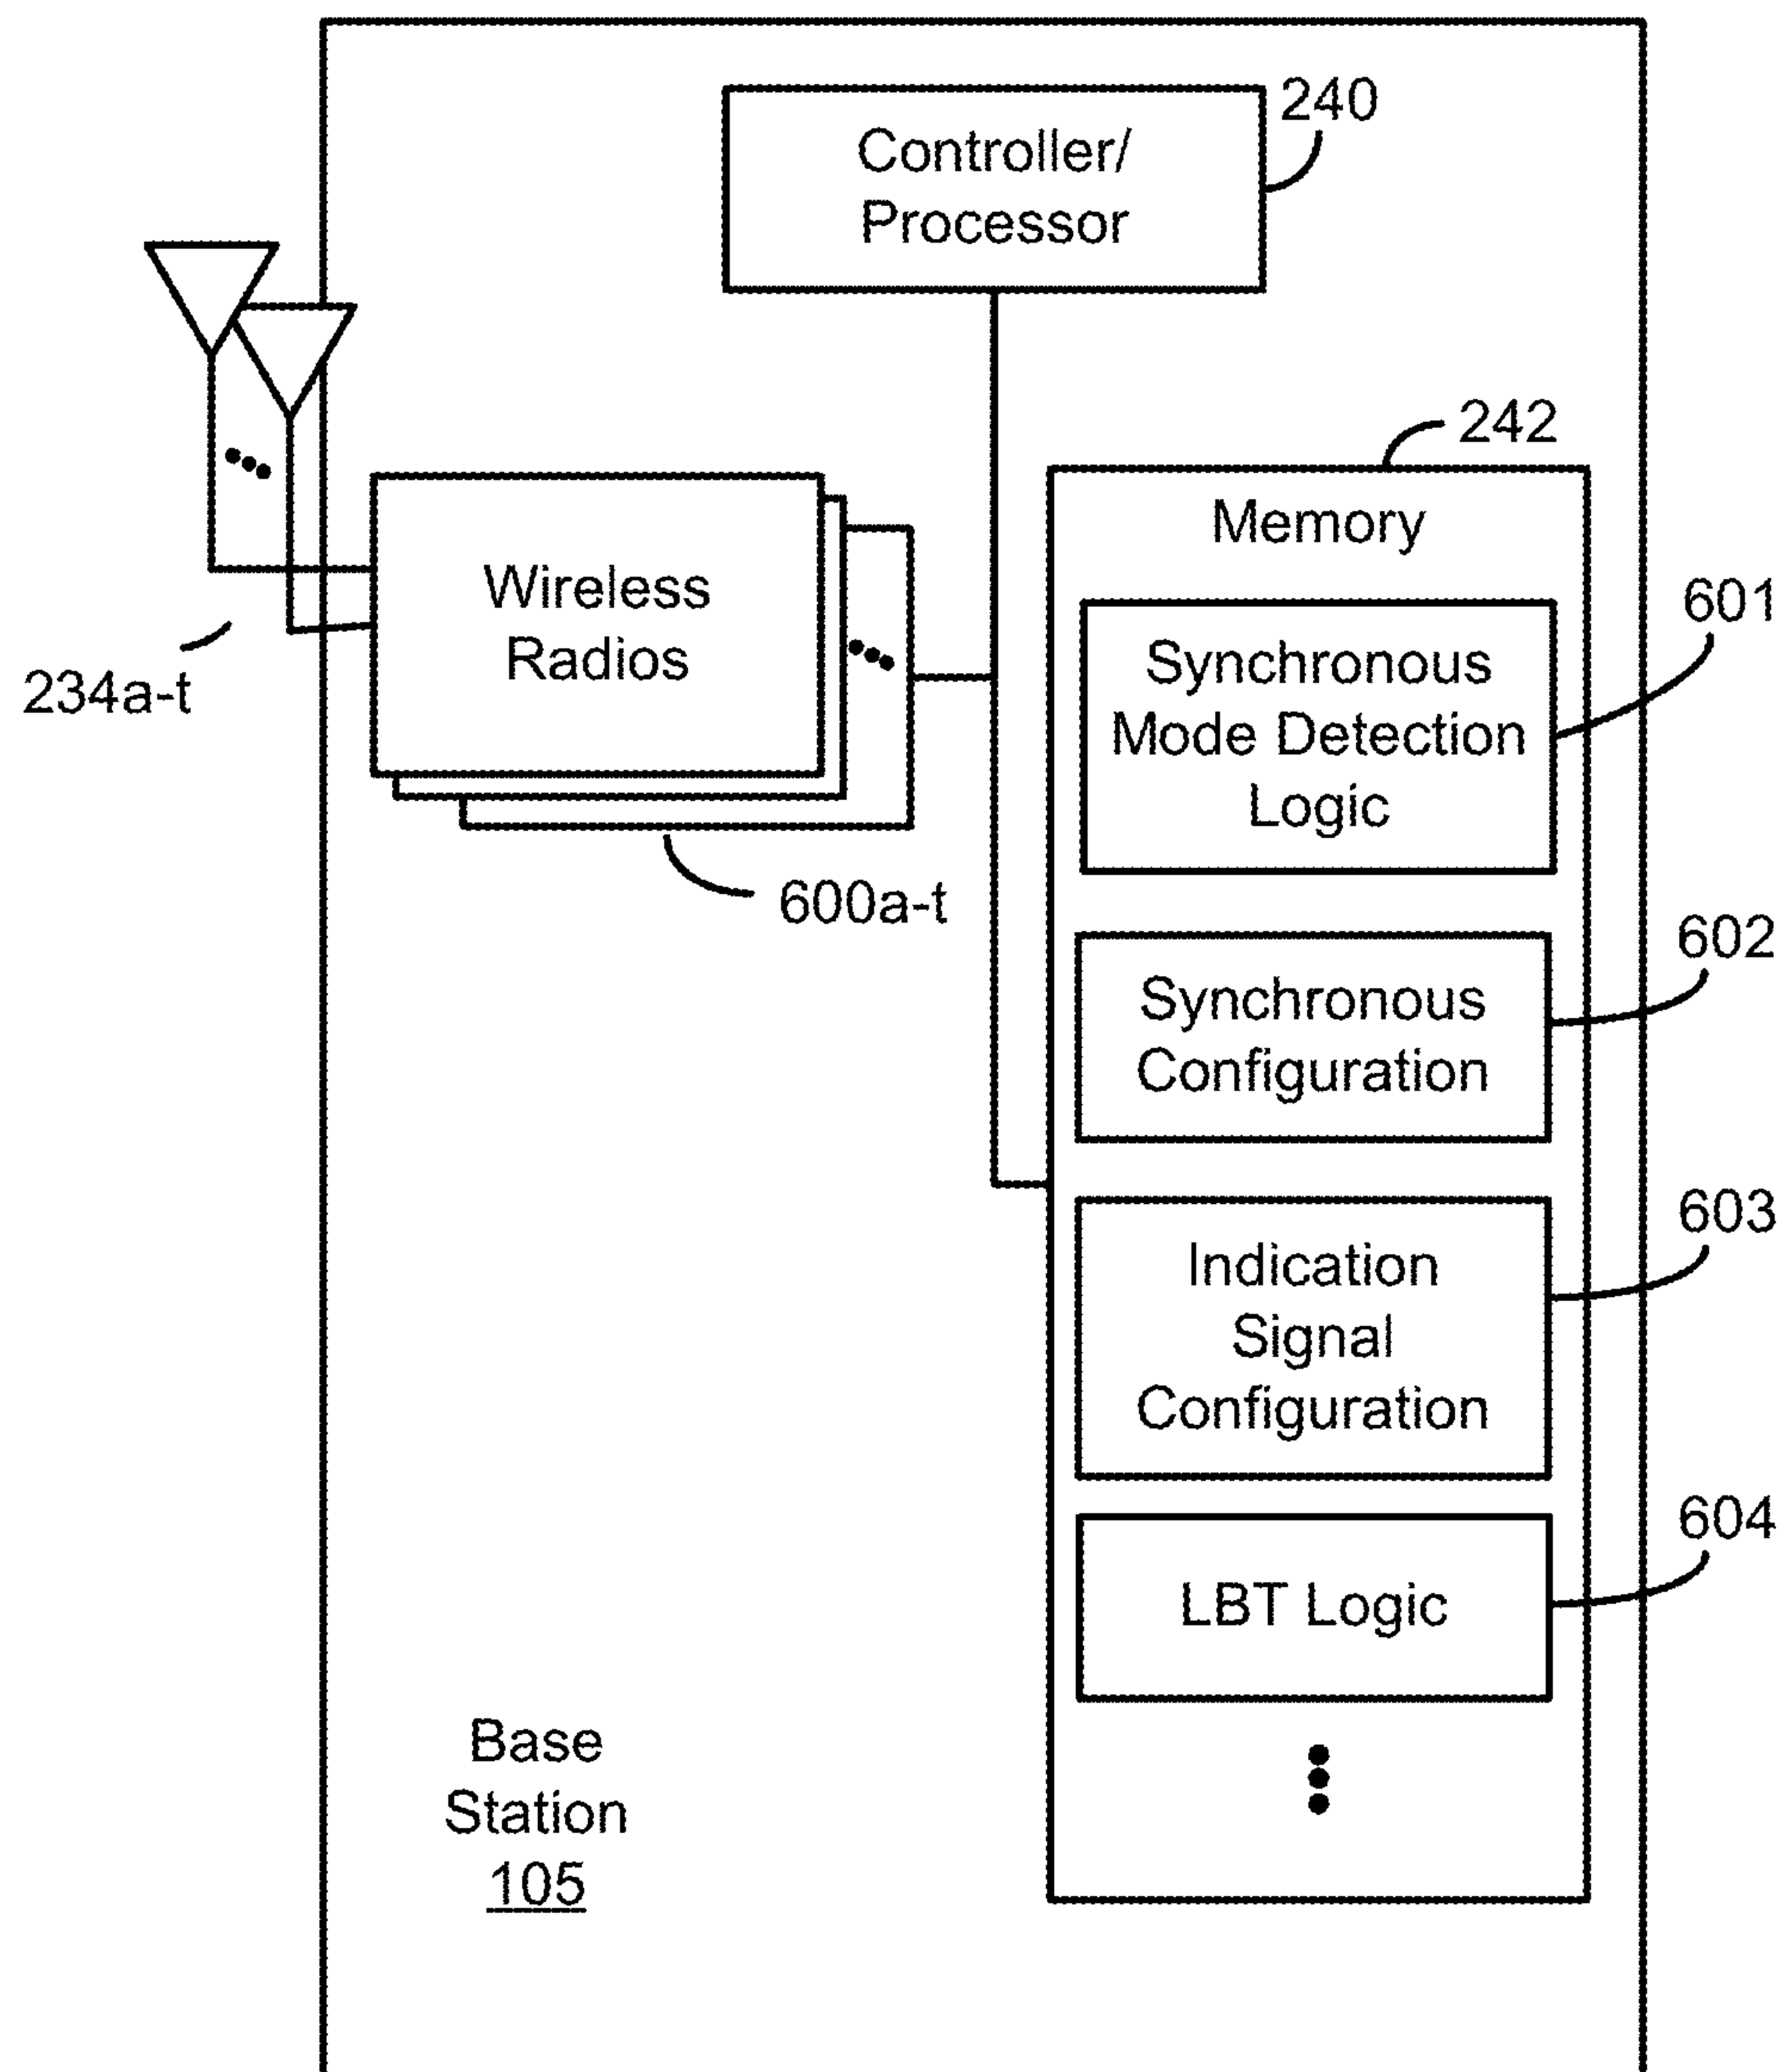 240
Controller/
Processor
242
Memory
Wireless
Radios
234a-t
600a-t
601
Synchronous
Mode Detection
Logic
602
Synchronous
Configuration
603
Indication
Signal
Configuration
604
LBT Logic
Base
Station
105